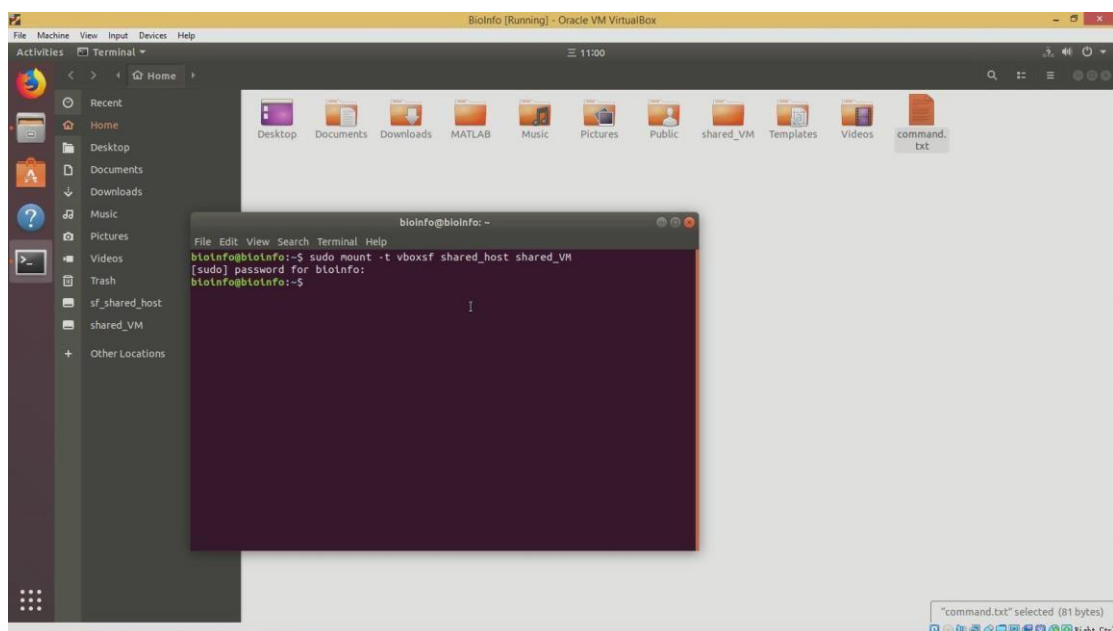 BioInfo [Running] - Oracle VM VirtualBox
File Machine View Input Devices Help
Activities Terminal
三 11:00
Home
Recent
Home
Desktop
Documents
Downloads
Music
Pictures
Videos
Trash
sf_shared_host
shared_VM
Other Locations
Desktop Documents Downloads MATLAB Music Pictures Public shared_VM Templates Videos command.
txt
bioinfo@bioinfo: ~
File Edit View Search Terminal Help
bioinfo@bioinfo:~$ sudo mount -t vboxsf shared_host shared_VM
[sudo] password for bioinfo:
bioinfo@bioinfo:~$
"command.txt" selected (81 bytes)